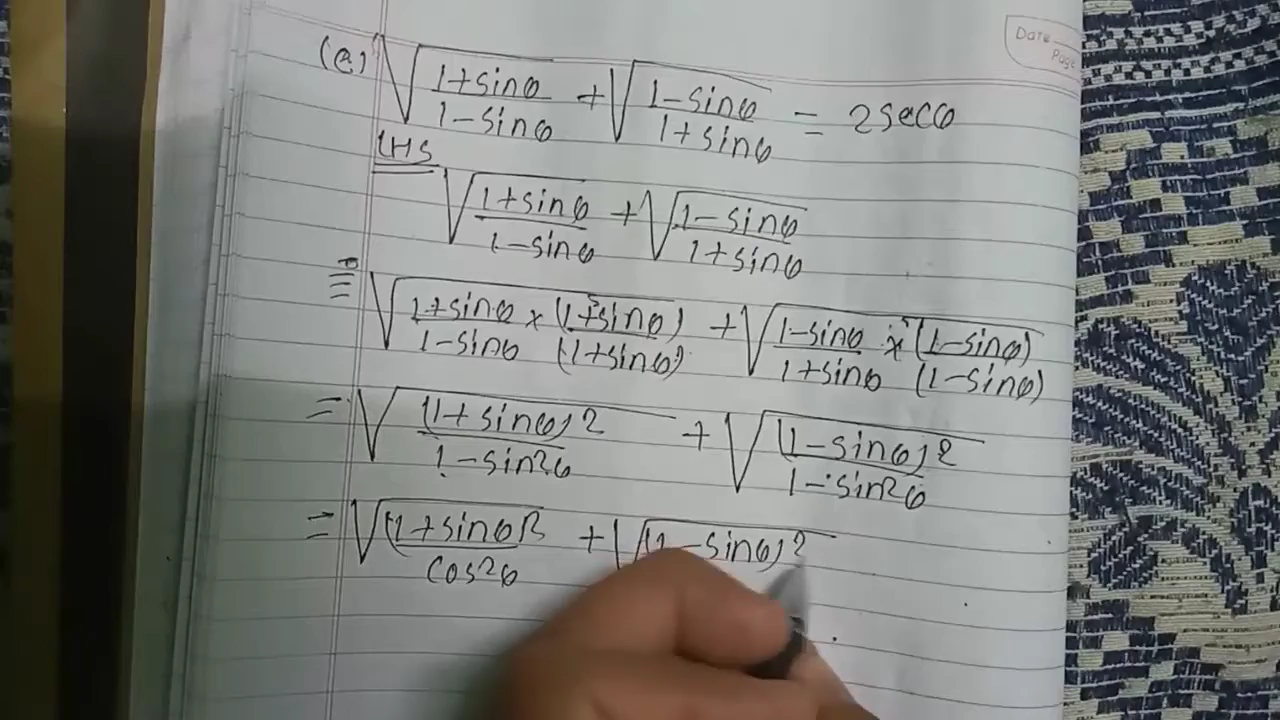 Date
Page
(a) √((1+sinθ)/(1-sinθ)) + √((1-sinθ)/(1+sinθ)) = 2secθ
LHS
√((1+sinθ)/(1-sinθ)) + √((1-sinθ)/(1+sinθ))
= √((1+sinθ)/(1-sinθ) × (1+sinθ)/(1+sinθ)) + √((1-sinθ)/(1+sinθ) × (1-sinθ)/(1-sinθ))
= √((1+sinθ)²/(1-sin²θ)) + √((1-sinθ)²/(1-sin²θ))
= √((1+sinθ)²/cos²θ) + √(1-sinθ)²